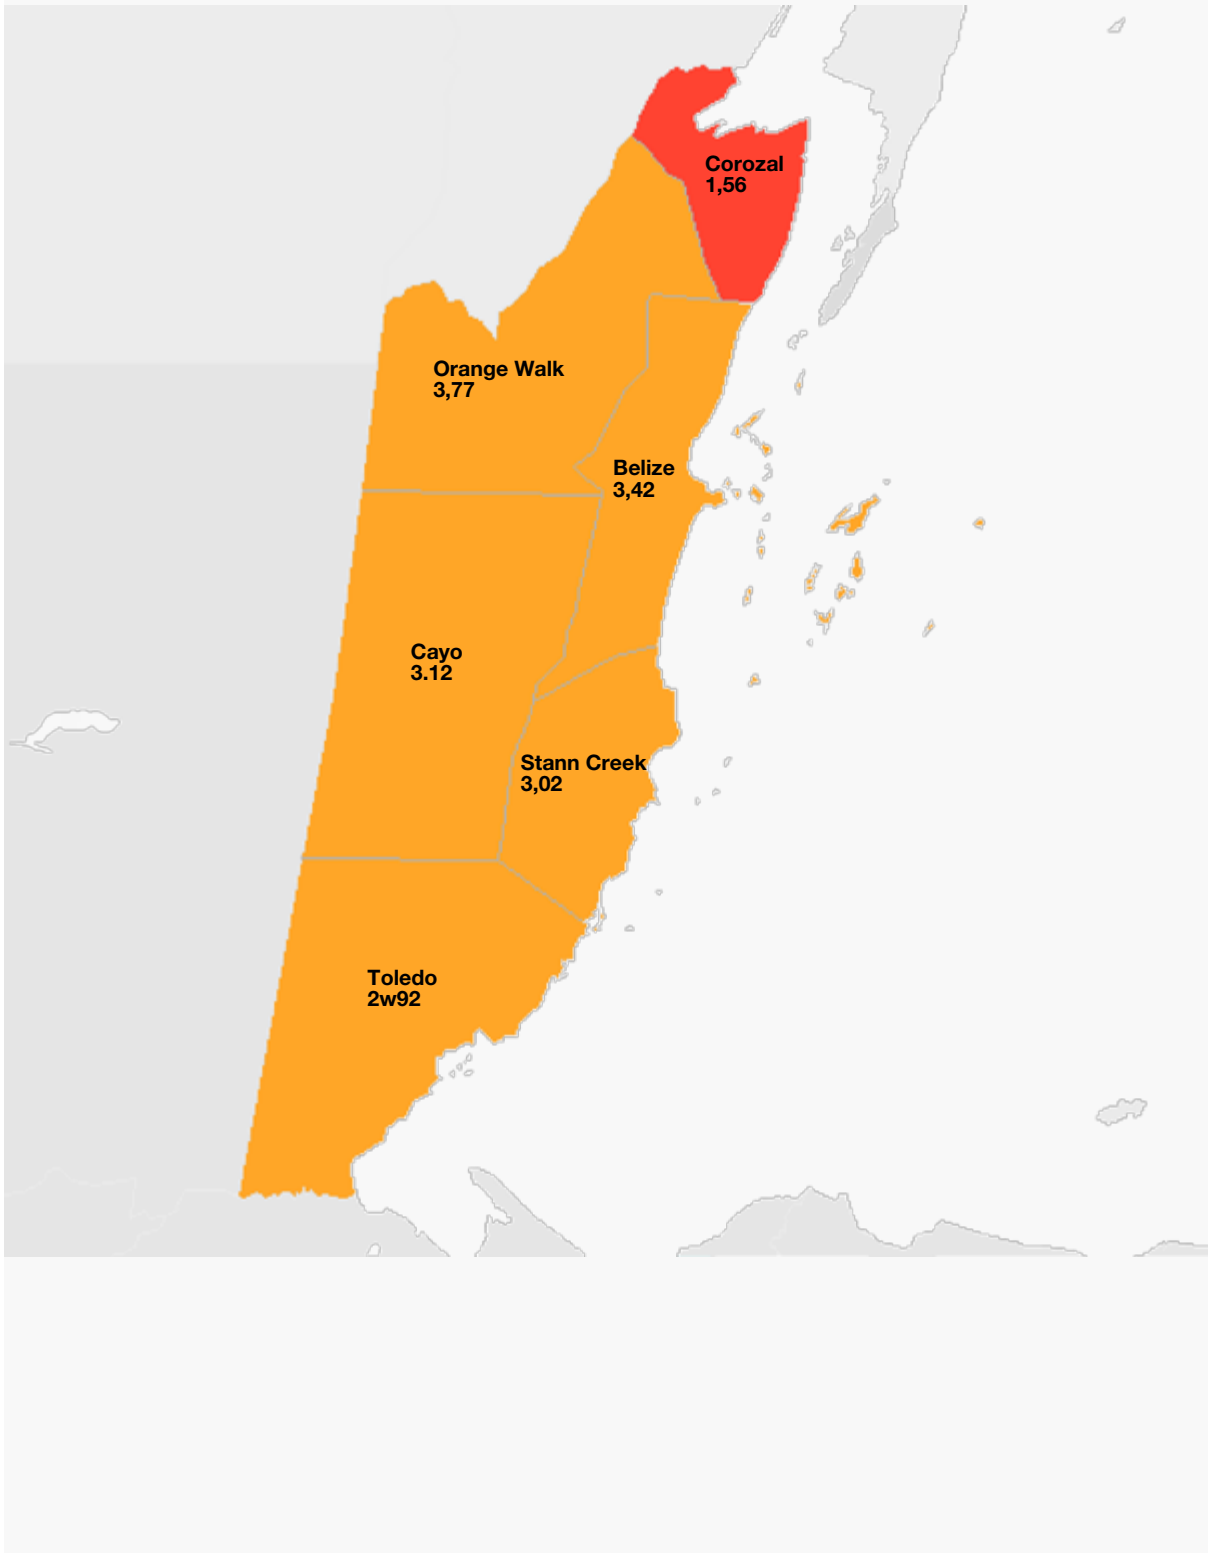 Corozal
1,56
Orange Walk
3,77
Belize
3,42
Cayo
3.12
Stann Creek
3,02
Toledo
2w92